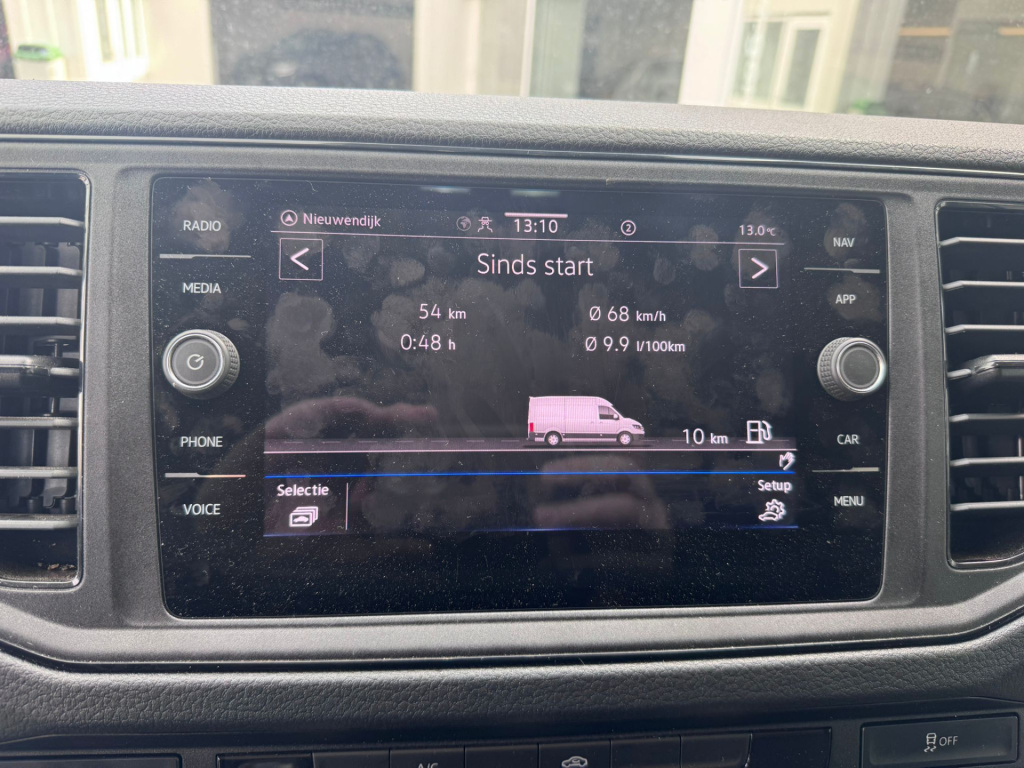 RADIO
MEDIA
PHONE
VOICE
Nieuwendijk
13:10
2
13.0°C
<
Sinds start
>
54 km
Ø 68 km/h
0:48 h
Ø 9.9 l/100km
10 km
Selectie
Setup
NAV
APP
CAR
MENU
A/C
OFF